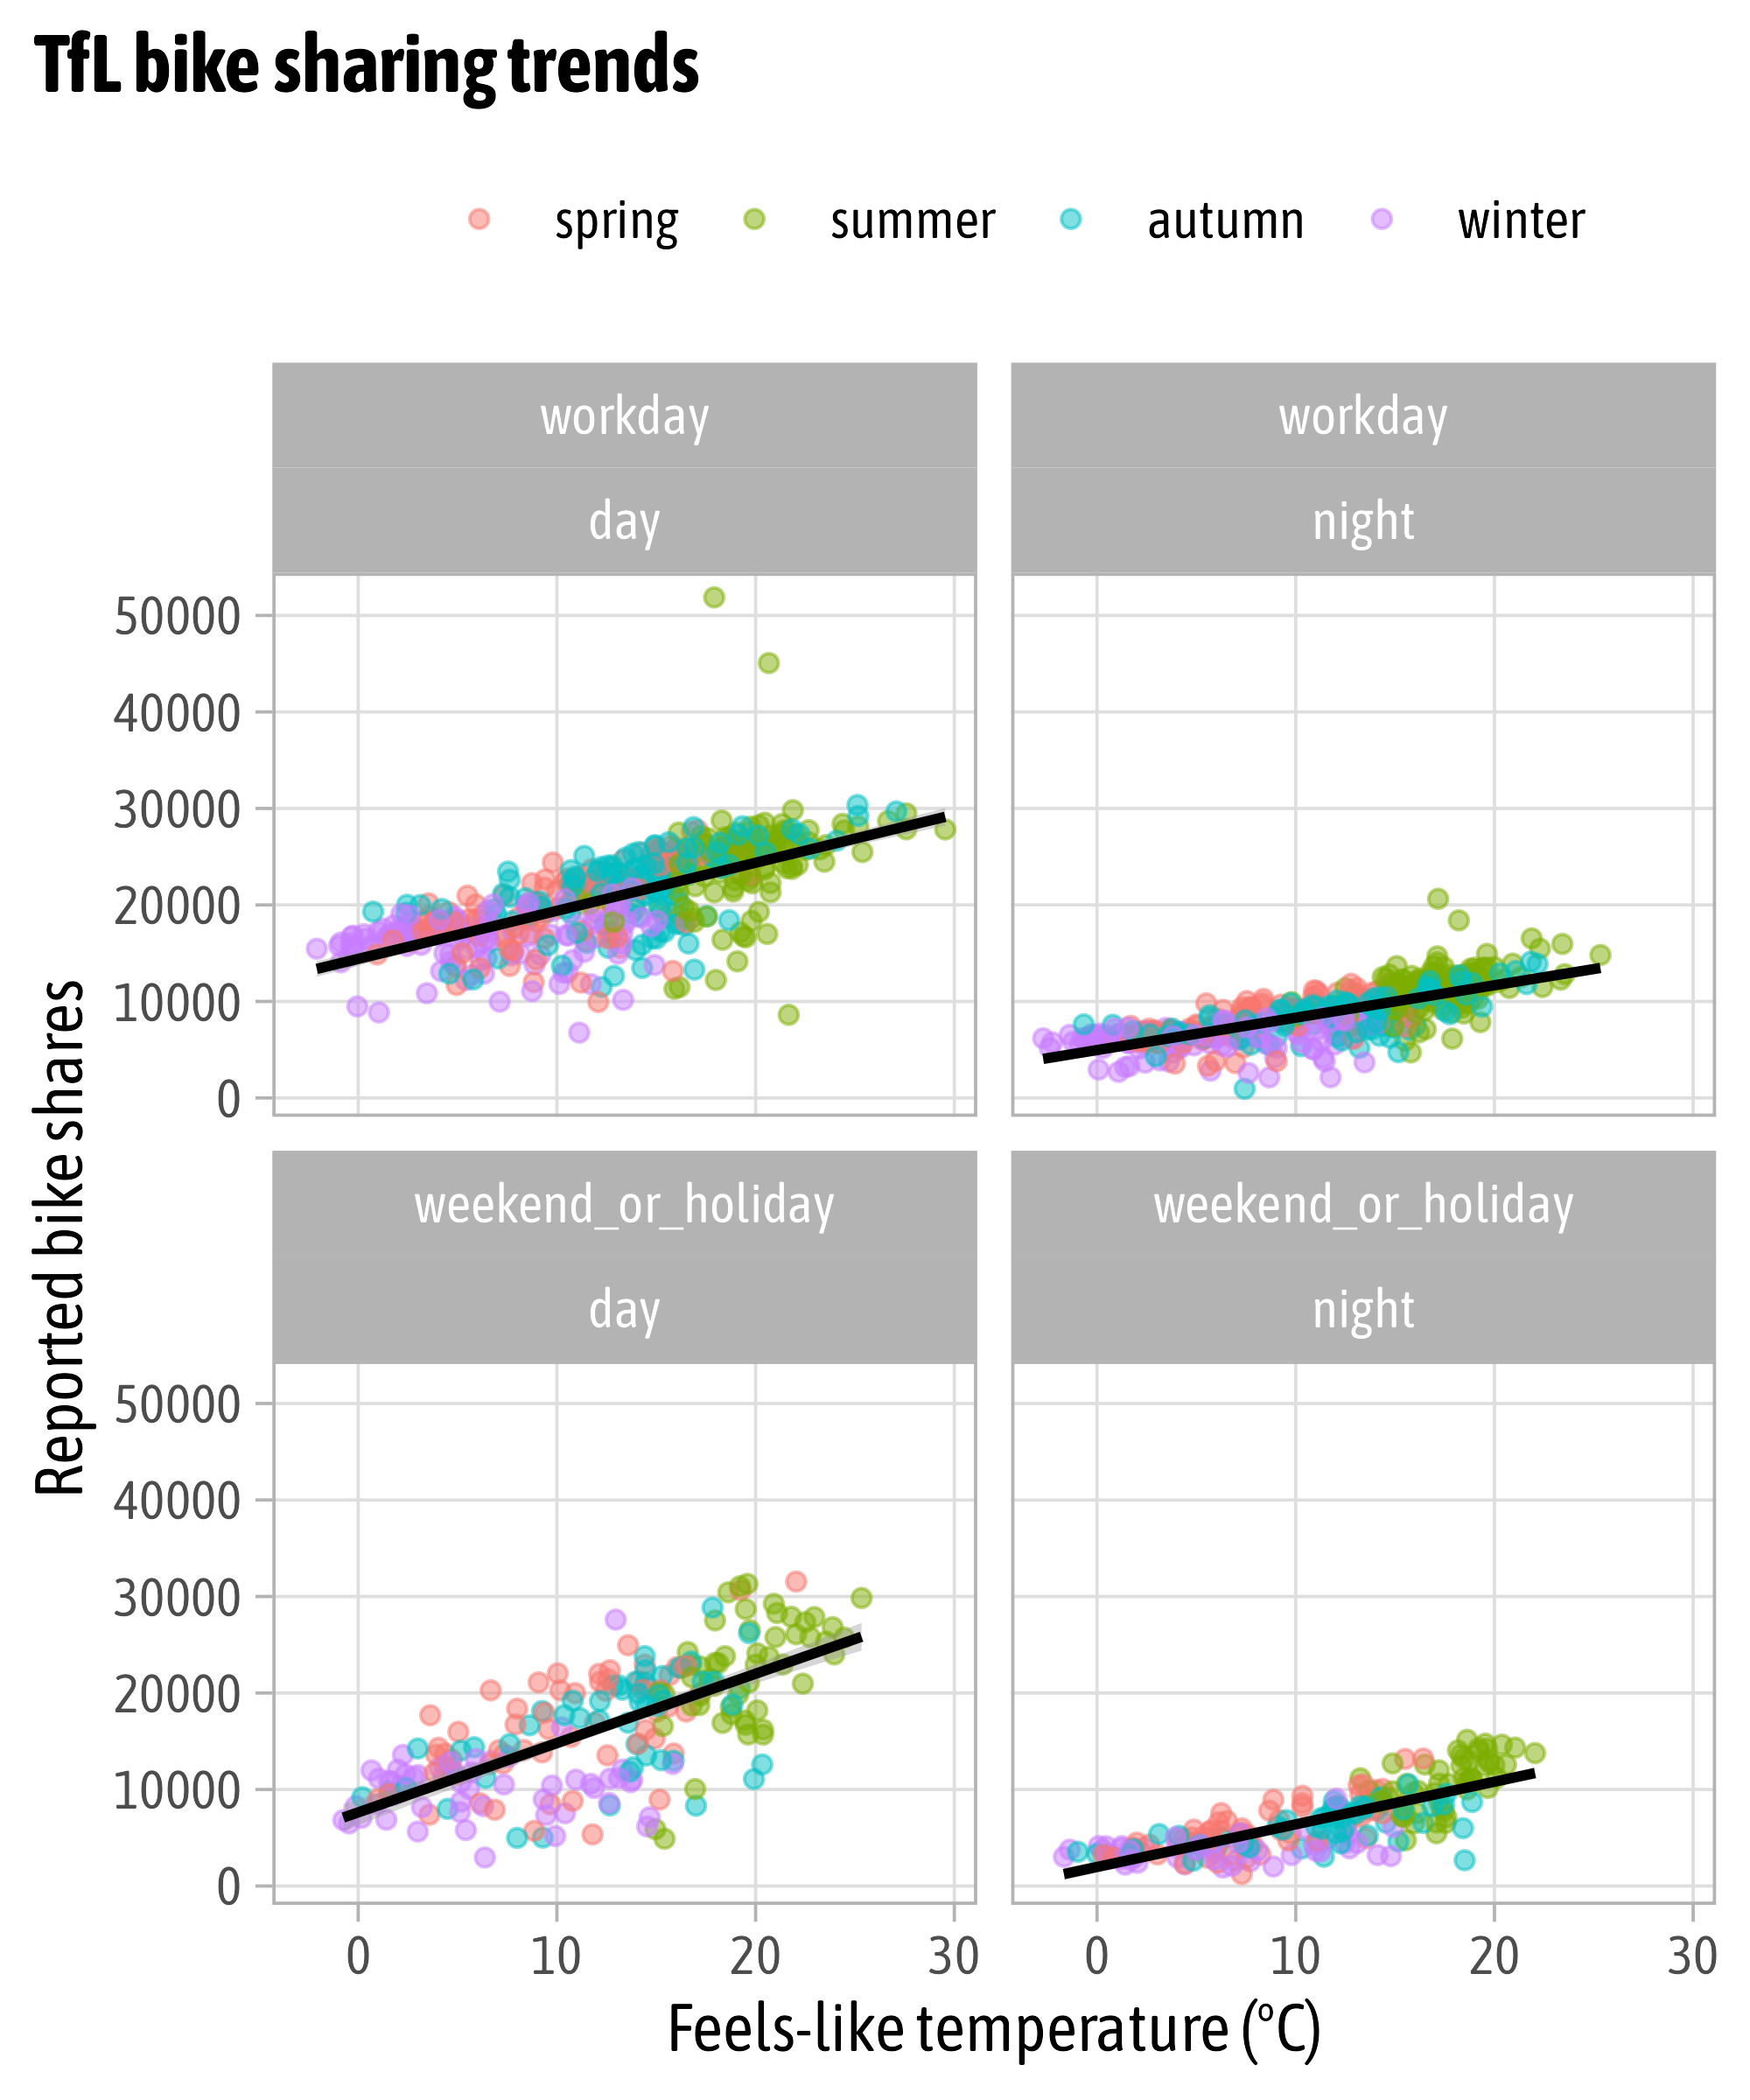 TfL bike sharing trends
spring summer autumn winter
workday workday
day night
50000
40000
30000
20000
10000
0
weekend_or_holiday weekend_or_holiday
day night
50000
40000
30000
20000
10000
0
0 10 20 30 0 10 20 30
Reported bike shares
Feels-like temperature (°C)